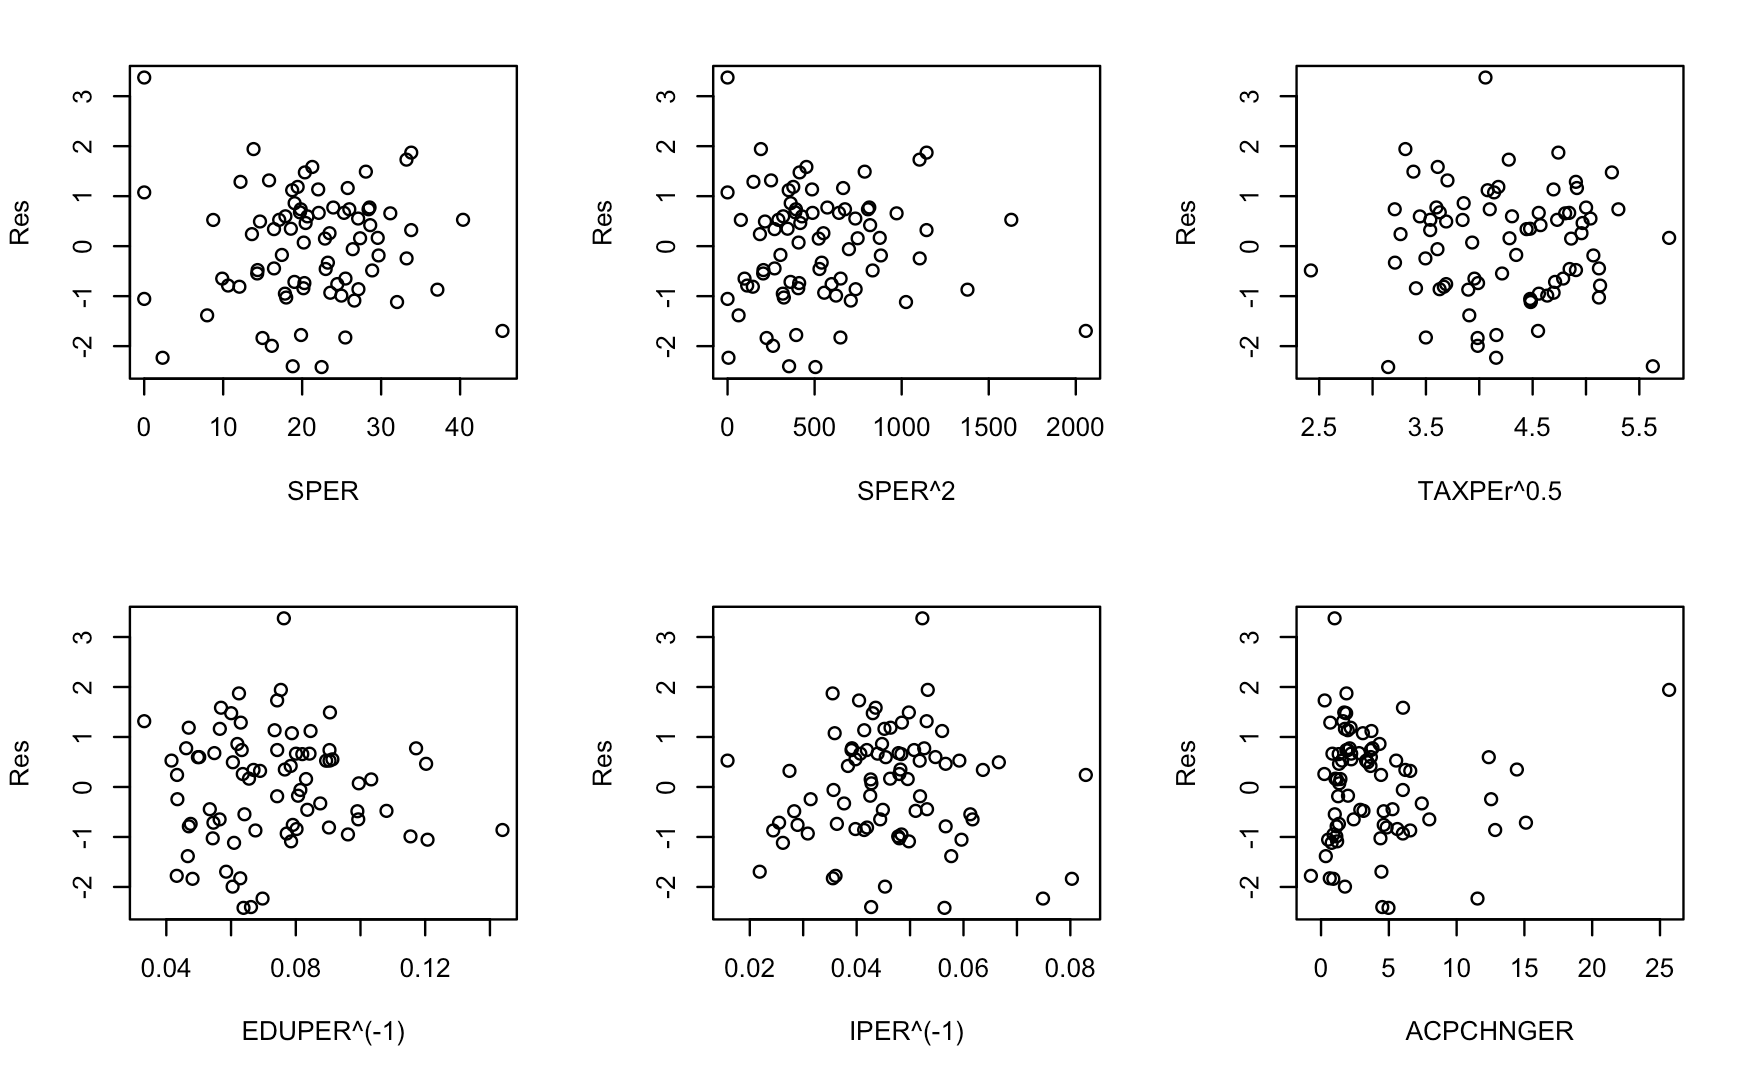 Res
3
2
1
0
-1
-2
0 10 20 30 40
SPER
Res
3
2
1
0
-1
-2
0 500 1000 1500 2000
SPER^2
Res
3
2
1
0
-1
-2
2.5 3.5 4.5 5.5
TAXPEr^0.5
Res
3
2
1
0
-1
-2
0.04 0.08 0.12
EDUPER^(-1)
Res
3
2
1
0
-1
-2
0.02 0.04 0.06 0.08
IPER^(-1)
Res
3
2
1
0
-1
-2
0 5 10 15 20 25
ACPCHNGER